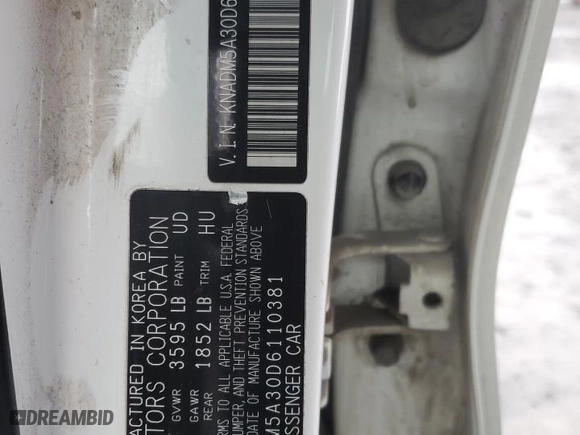 V.I.N. KNADM5A30D6
ACTURED IN KOREA BY
TORS CORPORATION
GVWR 3595 LB PAINT UD
GAWR REAR 1852 LB TRIM HU
RMS TO ALL APPLICABLE U.S.A. FEDERAL
BUMPER, AND THEFT PREVENTION STANDARDS
DATE OF MANUFACTURE SHOWN ABOVE
M5A30D6110381
SSENGER CAR
DREAMBID